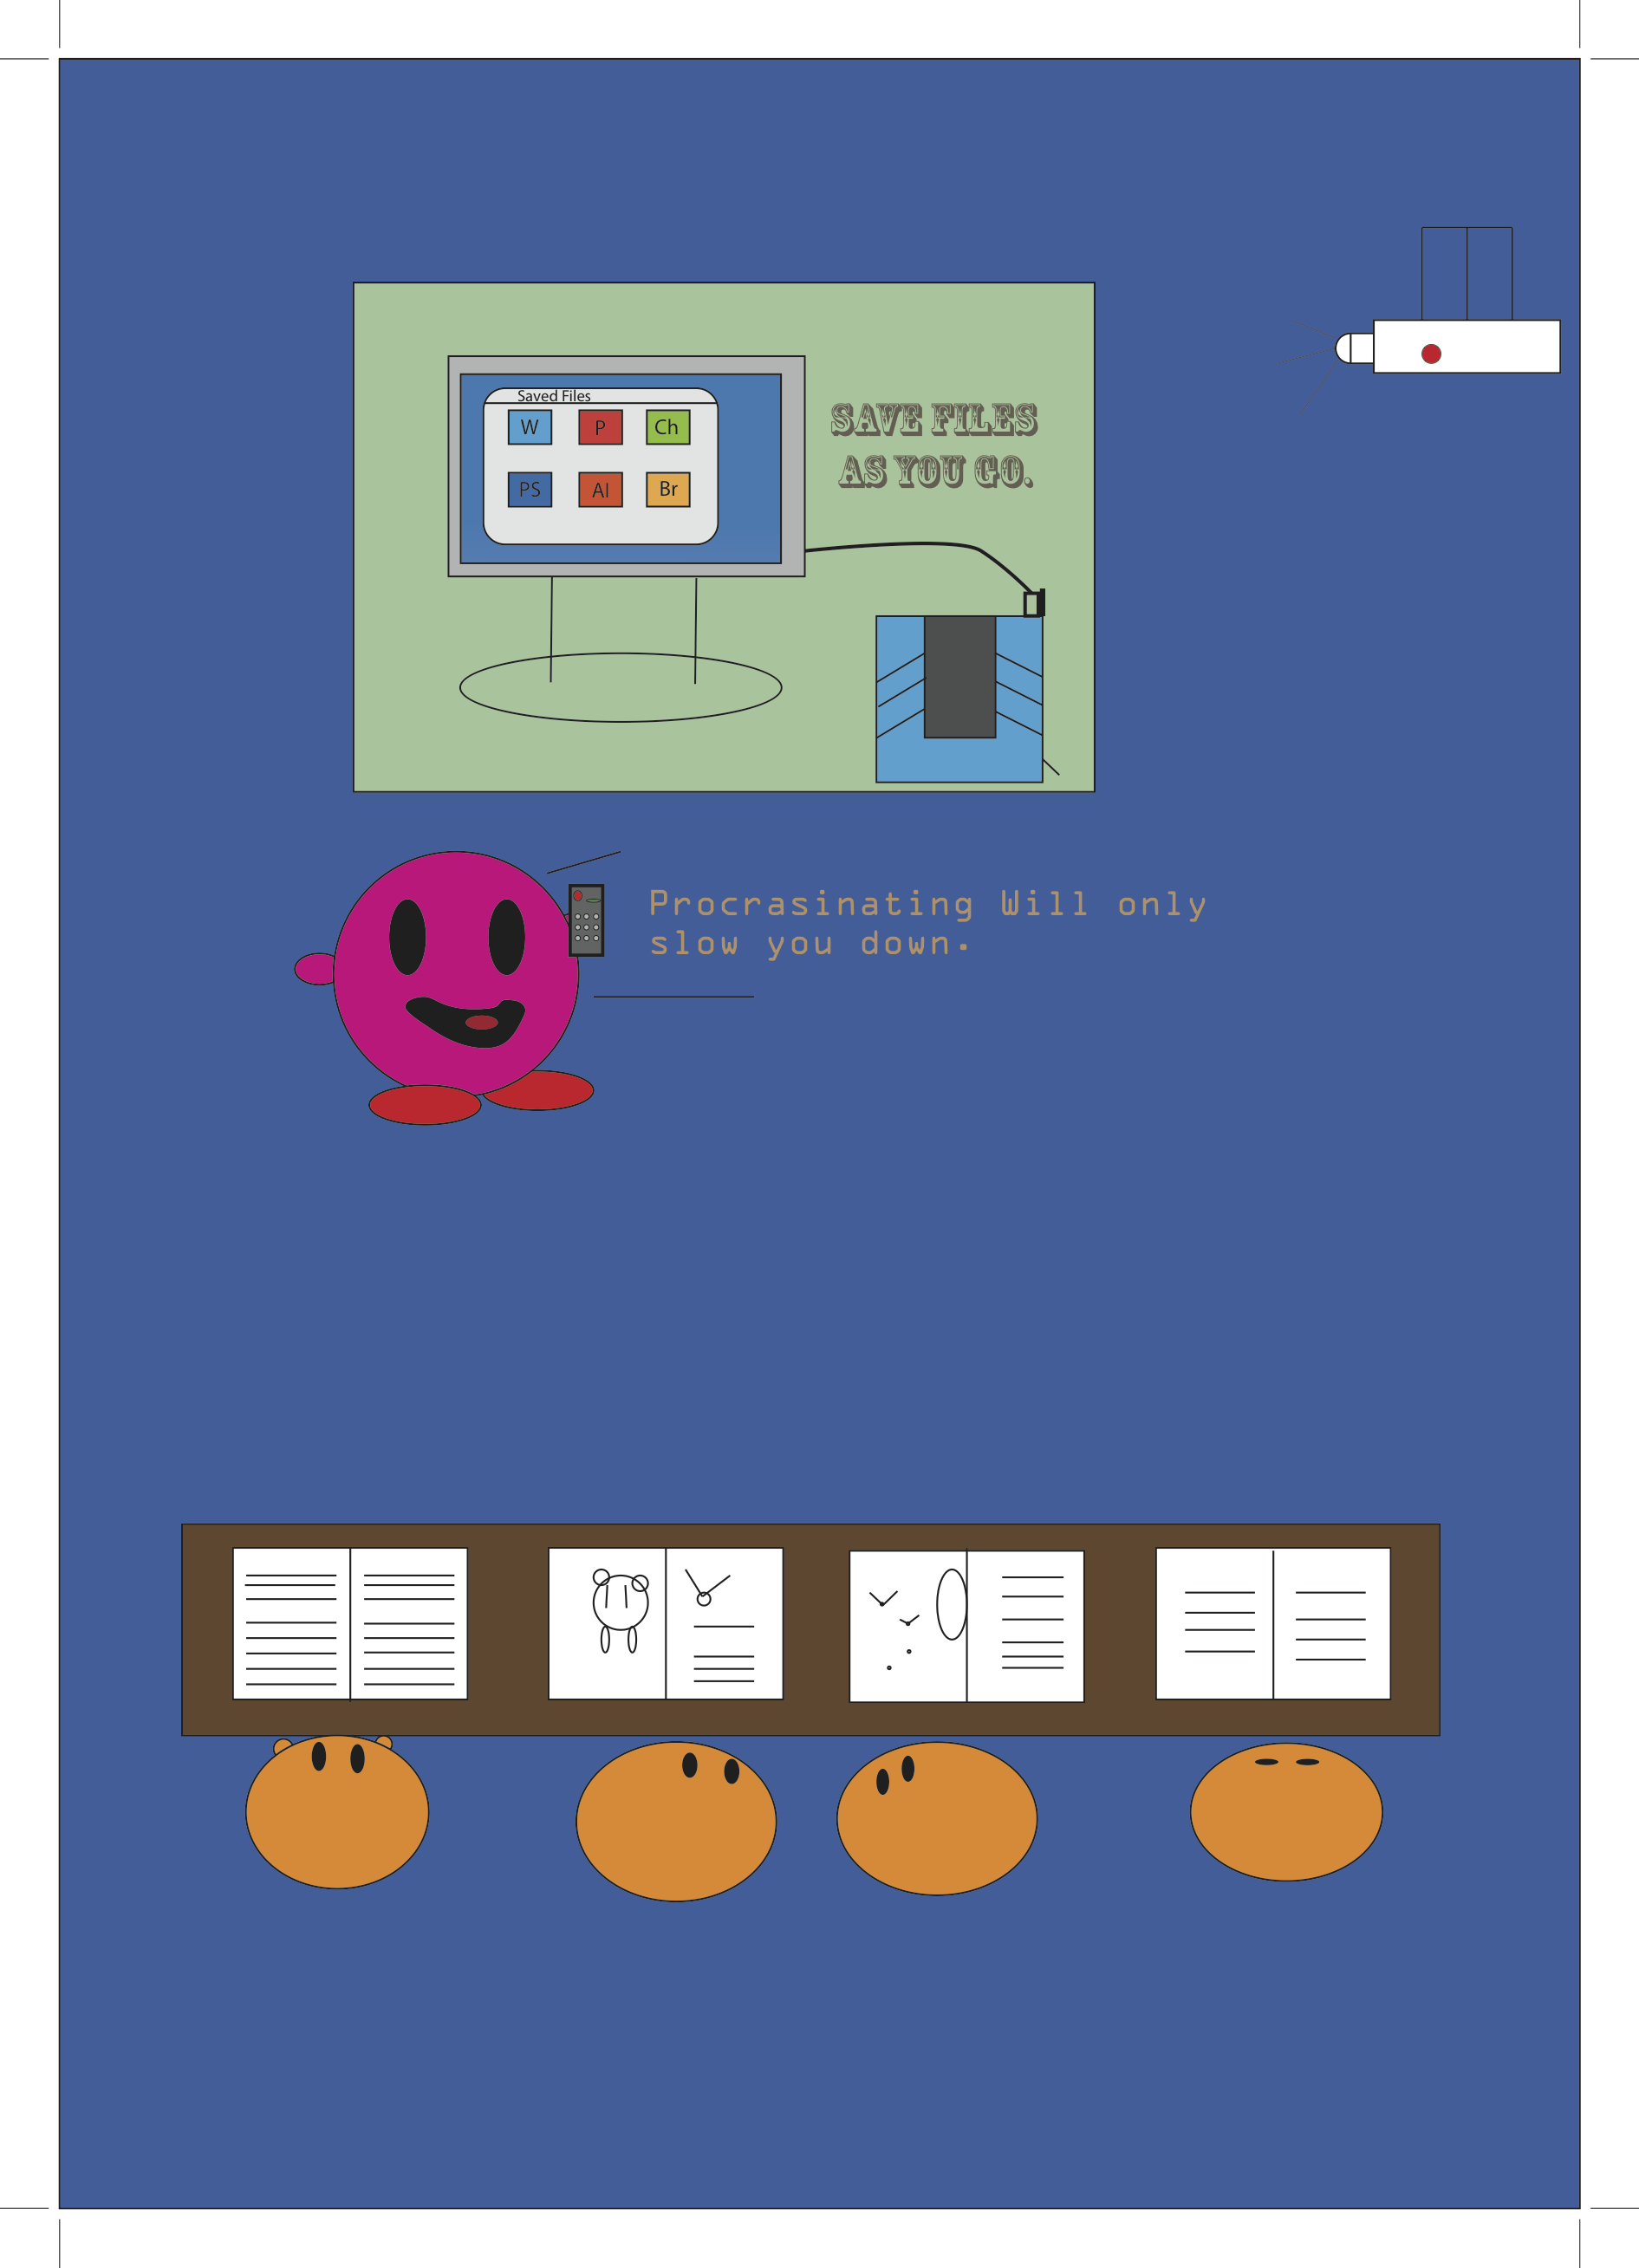 Saved Files
W P Ch
PS AI Br
SAVE FILES
AS YOU GO.
Procrasinating Will only
slow you down.